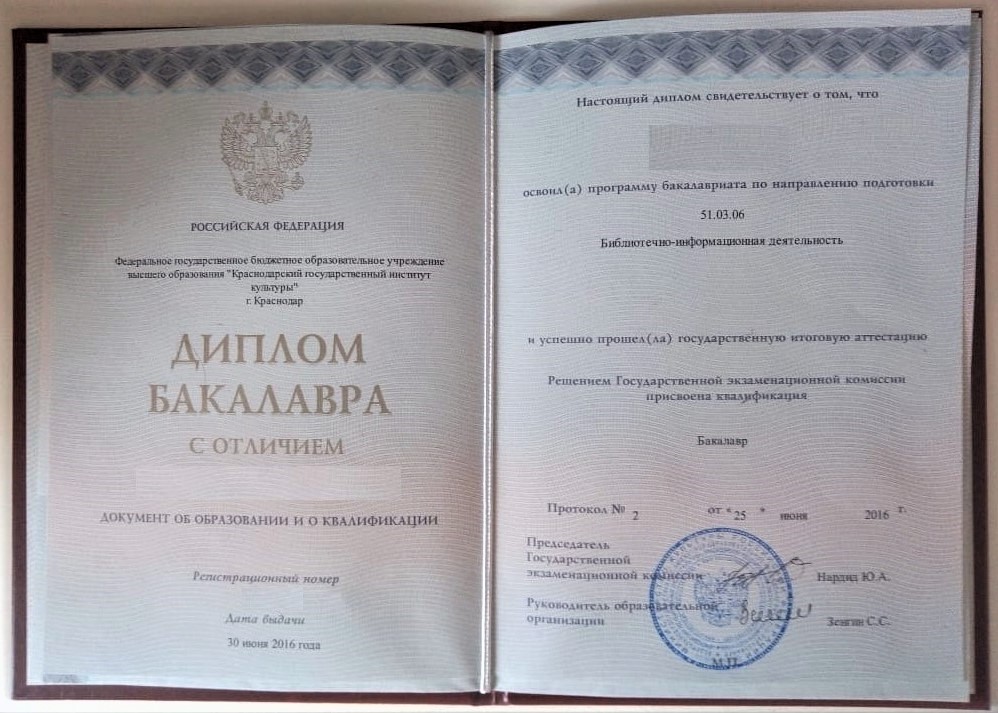 РОССИЙСКАЯ ФЕДЕРАЦИЯ
Федеральное государственное бюджетное образовательное учреждение
высшего образования "Краснодарский государственный институт
культуры"
г. Краснодар
ДИПЛОМ
БАКАЛАВРА
С ОТЛИЧИЕМ
ДОКУМЕНТ ОБ ОБРАЗОВАНИИ И О КВАЛИФИКАЦИИ
Регистрационный номер
Дата выдачи
30 июня 2016 года
Настоящий диплом свидетельствует о том, что
освоил(а) программу бакалавриата по направлению подготовки
51.03.06
Библиотечно-информационная деятельность
и успешно прошел(ла) государственную итоговую аттестацию
Решением Государственной экзаменационной комиссии
присвоена квалификация
Бакалавр
Протокол № 2 от "25" июня 2016 г.
Председатель
Государственной
экзаменационной комиссии Нардид Ю.А.
Руководитель образовательной
организации Зенгин С.С.
М.П.